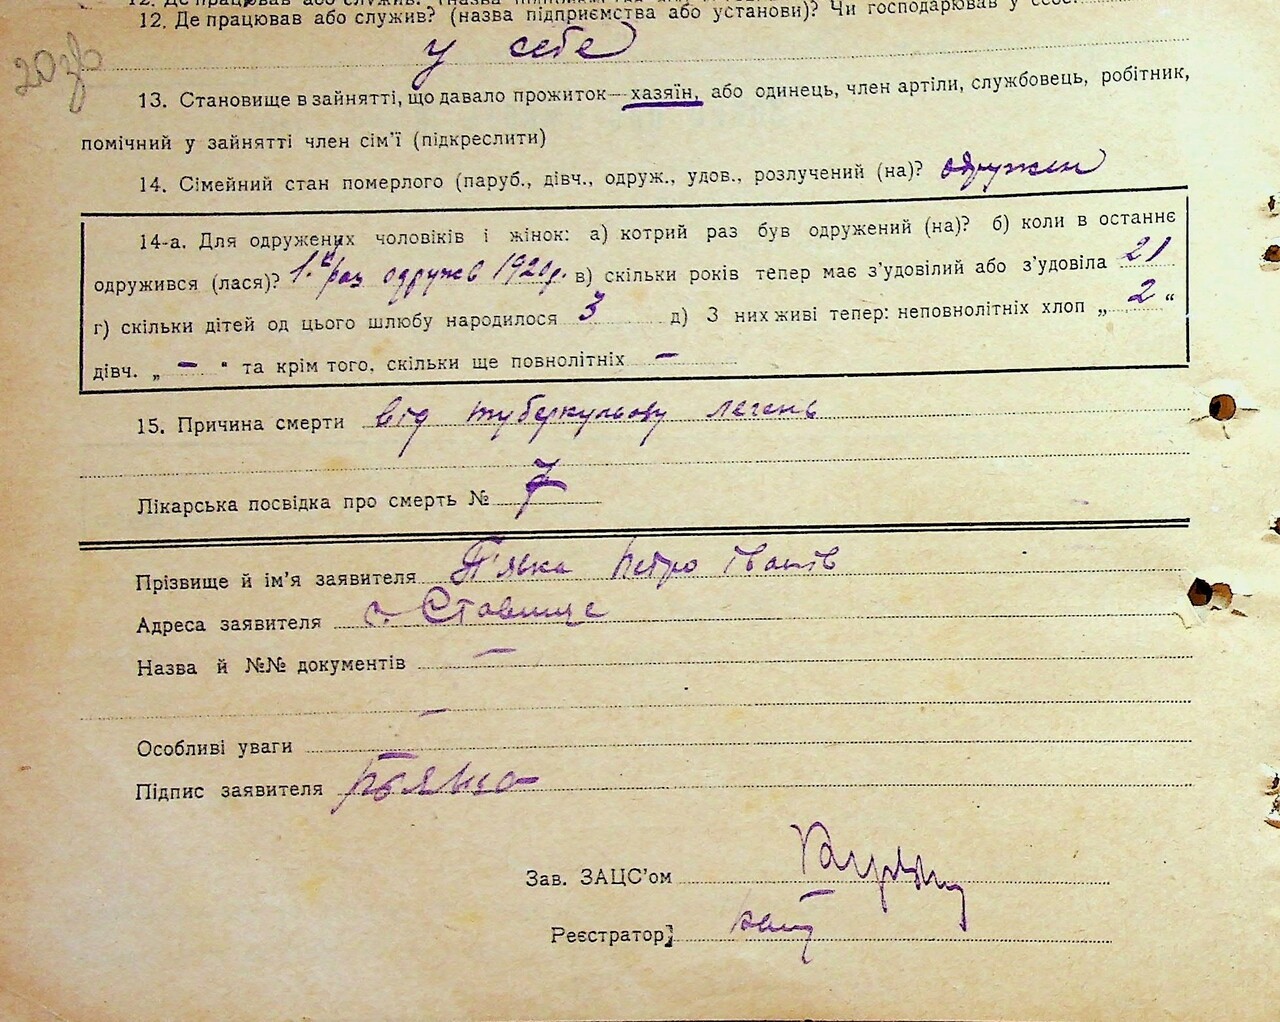 12. Де працював або служив? (назва підприємства або установи)? Чи господарював у себе?
20зв
у себе
13. Становище в зайнятті, що давало прожиток—хазяїн, або одинець, член артілі, службовець, робітник,
помічний у зайнятті член сім'ї (підкреслити)
14. Сімейний стан померлого (паруб., дівч., одруж., удов., розлучений (на)? одружен
14-а. Для одружених чоловіків і жінок: а) котрий раз був одружений (на)? б) коли в останнє
одружився (лася)? 1.й раз одружев 1920р. в) скільки років тепер має з'удовілий або з'удовіла 21
г) скільки дітей од цього шлюбу народилося 3 д) З них живі тепер: неповнолітніх хлоп „ 2 “
дівч. „ — “ та крім того, скільки ще повнолітніх —
15. Причина смерти від туберкульозу легень
Лікарська посвідка про смерть № 7
Прізвище й ім'я заявителя П'явка Петро Іванів
Адреса заявителя с. Ставище
Назва й №№ документів —
—
Особливі уваги
Підпис заявителя
Зав. ЗАЦС'ом
Реєстратор